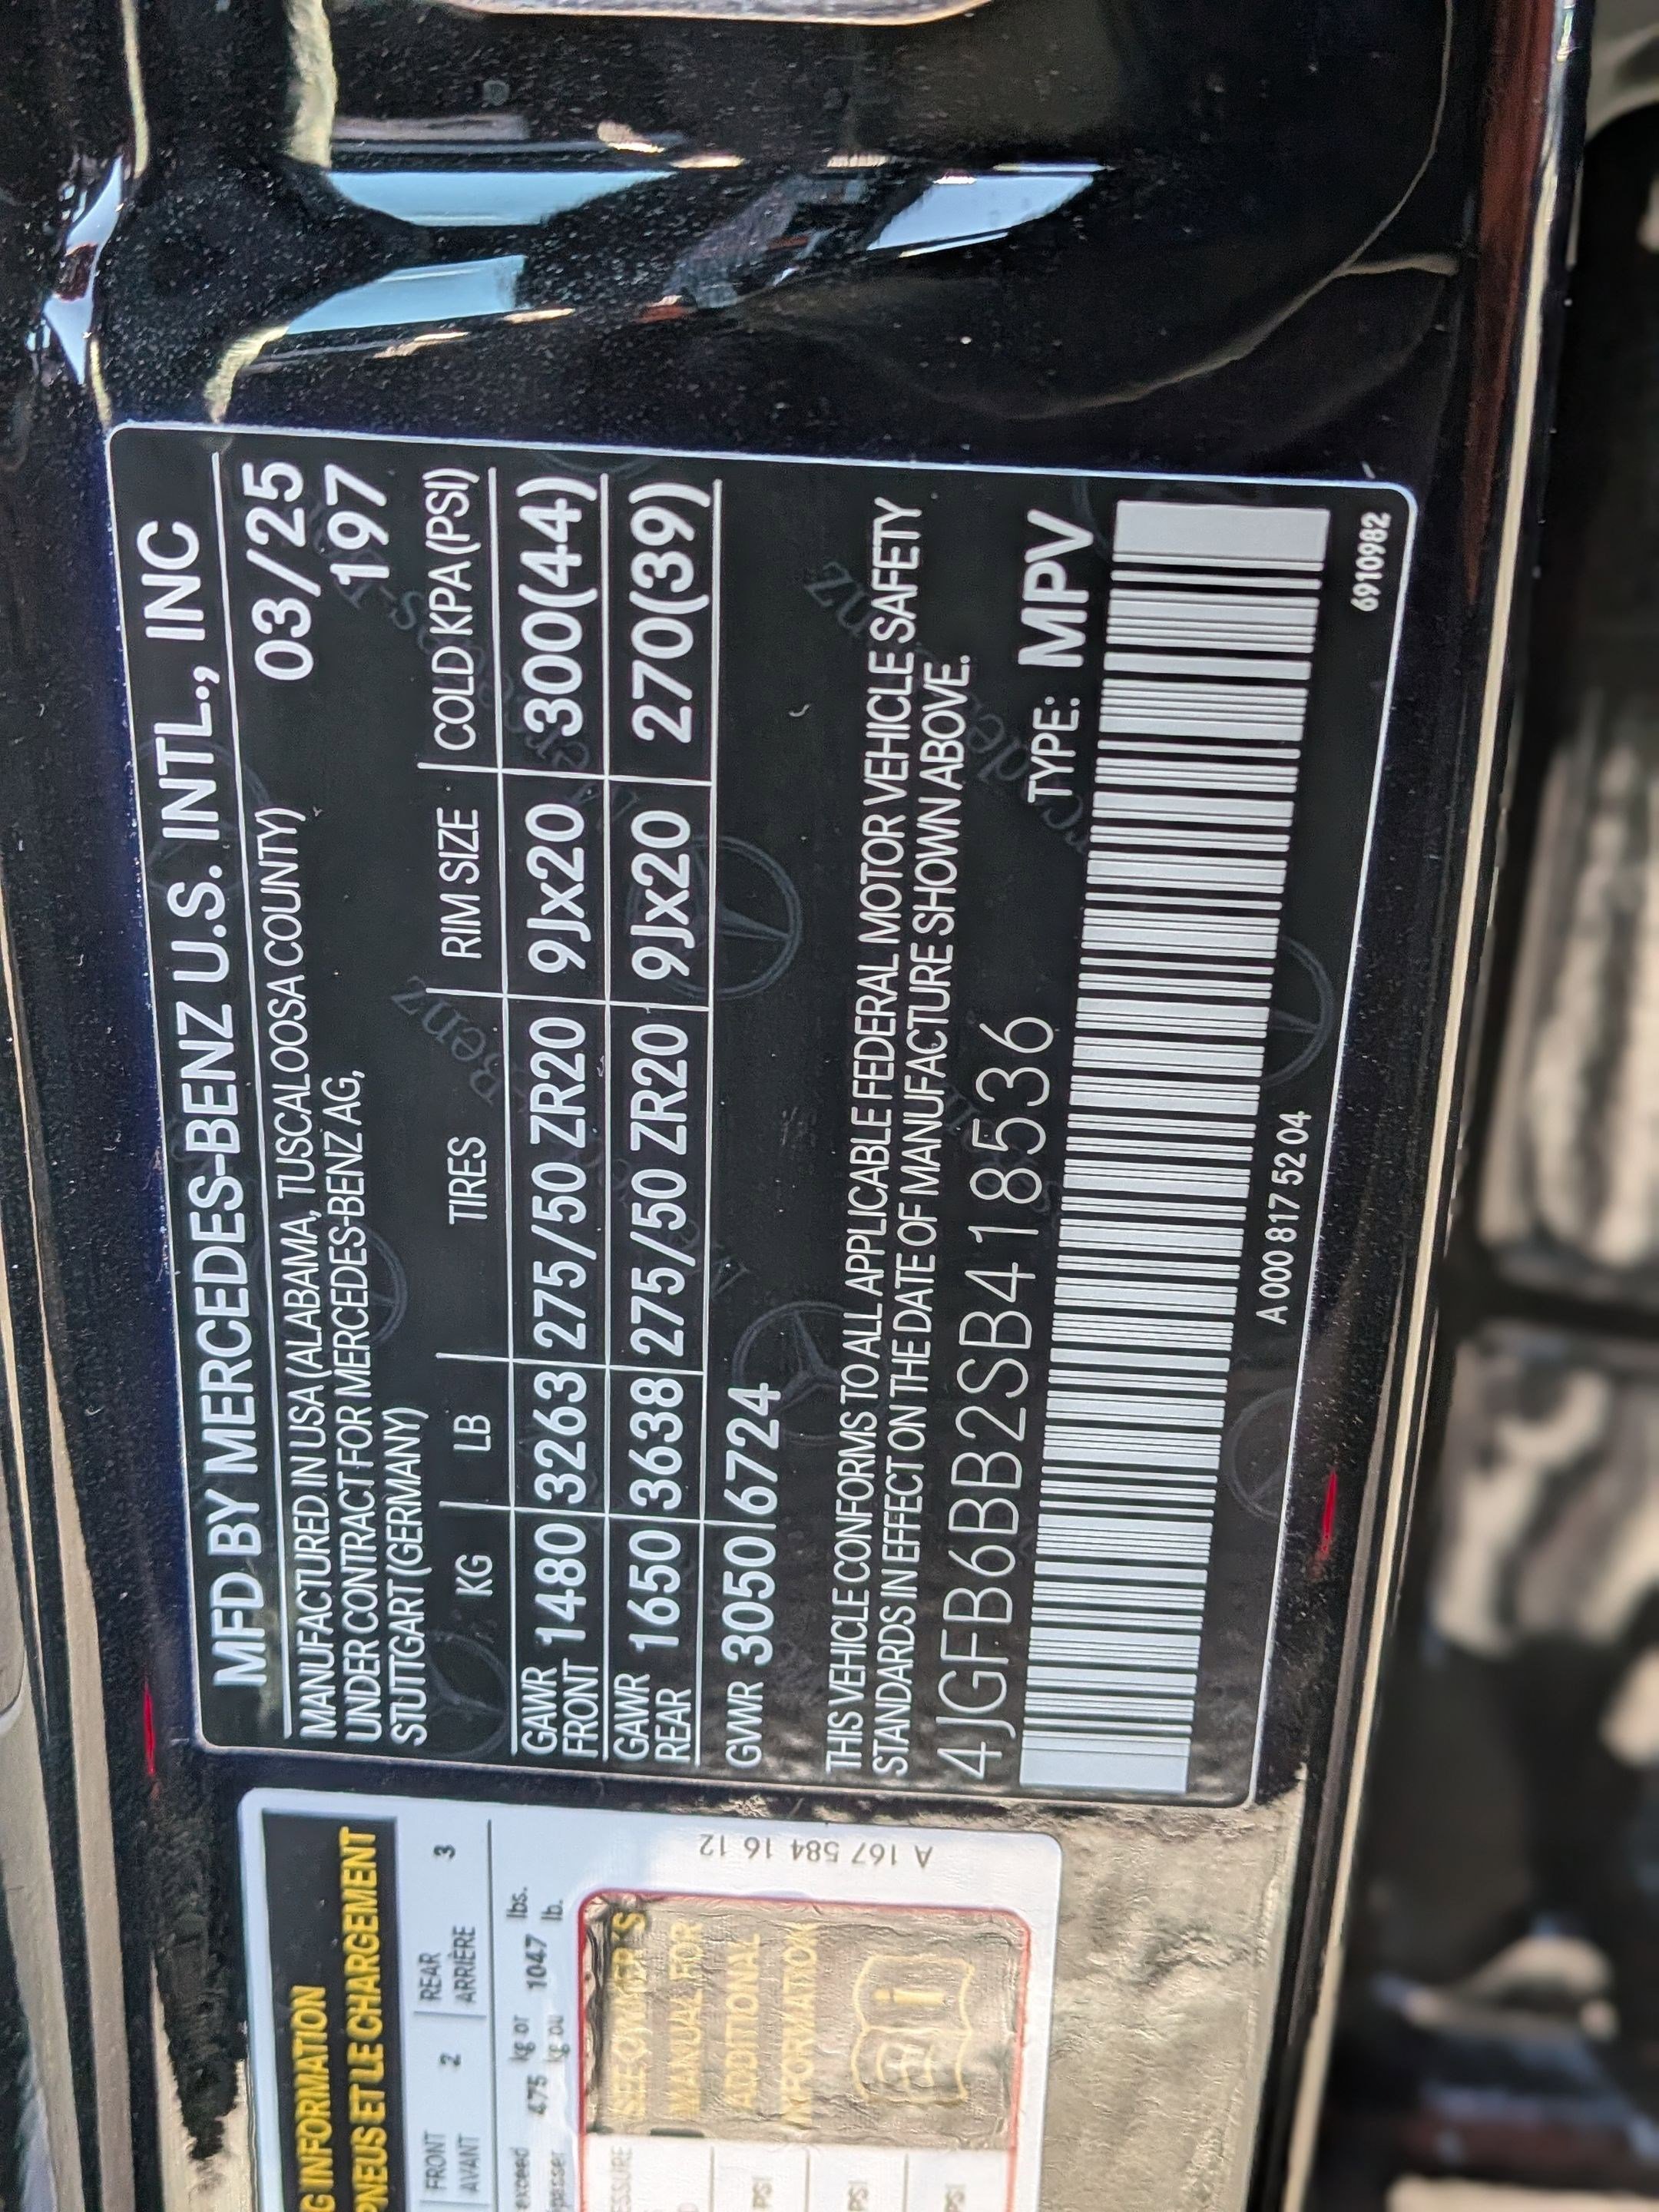 MFD BY MERCEDES-BENZ U.S. INTL., INC
MANUFACTURED IN USA (ALABAMA, TUSCALOOSA COUNTY) 03/25
UNDER CONTRACT FOR MERCEDES-BENZ AG, 197
STUTTGART (GERMANY)
KG LB TIRES RIM SIZE COLD KPA (PSI)
GAWR FRONT 1480 3263 275/50 ZR20 9Jx20 300(44)
GAWR REAR 1650 3638 275/50 ZR20 9Jx20 270(39)
GVWR 3050 6724
THIS VEHICLE CONFORMS TO ALL APPLICABLE FEDERAL MOTOR VEHICLE SAFETY
STANDARDS IN EFFECT ON THE DATE OF MANUFACTURE SHOWN ABOVE.
4JGFB6BB2SB418536 TYPE: MPV
A 000 817 52 04
6910982
INFORMATION
PNEUS ET LE CHARGEMENT
FRONT 2 REAR 3
AVANT ARRIÈRE
exceed 475 kg or 1047 lbs.
kg ou lb.
SEE OWNER'S
MANUAL FOR
ADDITIONAL
INFORMATION
PSI
PSI
PSI
A 167 584 16 12